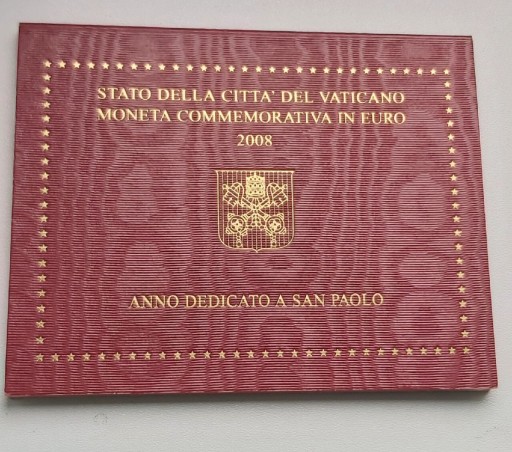 STATO DELLA CITTA' DEL VATICANO
MONETA COMMEMORATIVA IN EURO
2008
ANNO DEDICATO A SAN PAOLO